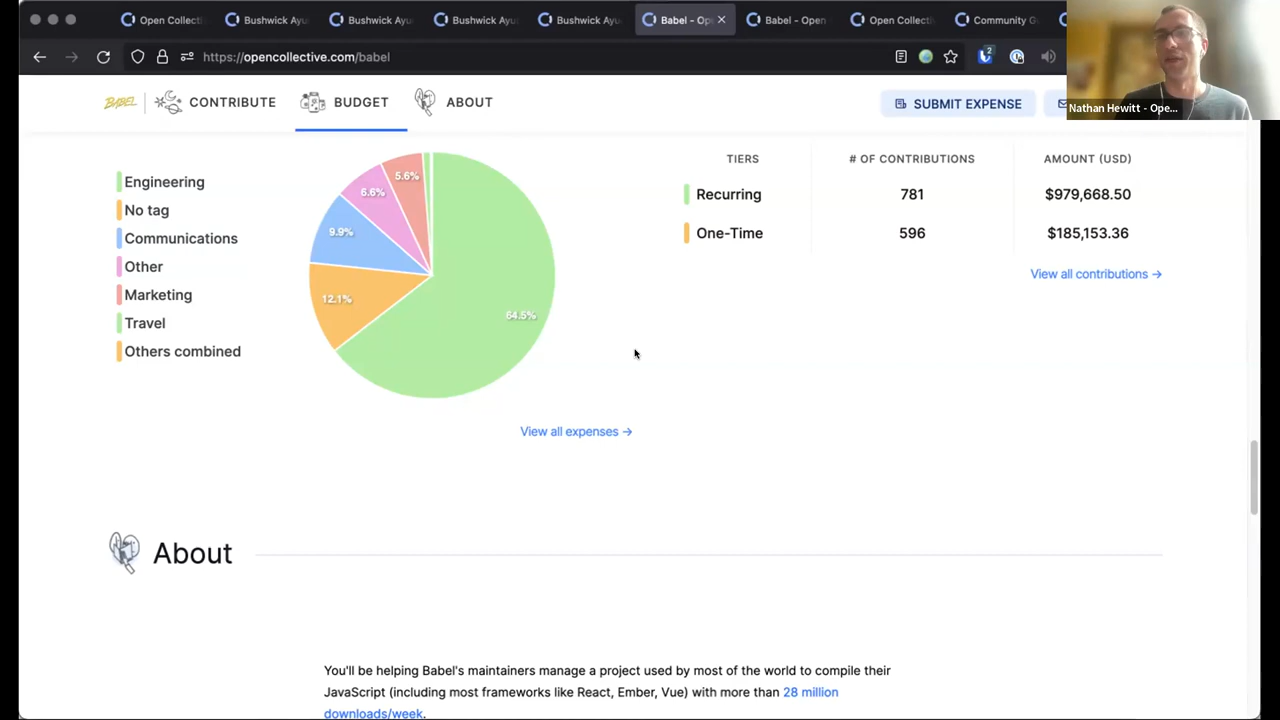 Open Collecti
Bushwick Ayu
Bushwick Ayu
Bushwick Ayu
Bushwick Ayu
Babel - Op
Babel - Open
Open Collecti
Community G
https://opencollective.com/babel
2
Nathan Hewitt - Ope...
BABEL
CONTRIBUTE
BUDGET
ABOUT
SUBMIT EXPENSE
Engineering
No tag
Communications
Other
Marketing
Travel
Others combined
5.6%
6.6%
9.9%
12.1%
64.5%
TIERS # OF CONTRIBUTIONS AMOUNT (USD)
Recurring 781 $979,668.50
One-Time 596 $185,153.36
View all contributions →
View all expenses →
About
You'll be helping Babel's maintainers manage a project used by most of the world to compile their
JavaScript (including most frameworks like React, Ember, Vue) with more than 28 million
downloads/week.